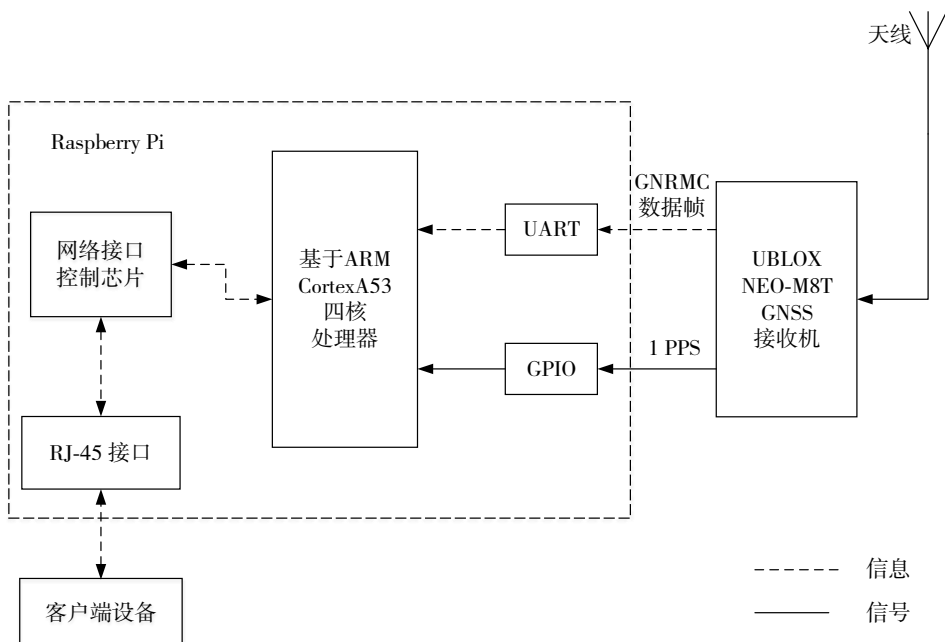 天线
Raspberry Pi
GNRMC
数据帧
网络接口
控制芯片
基于ARM
CortexA53
四核
处理器
UART
UBLOX
NEO-M8T
GNSS
接收机
1 PPS
GPIO
RJ-45 接口
客户端设备
信息
信号